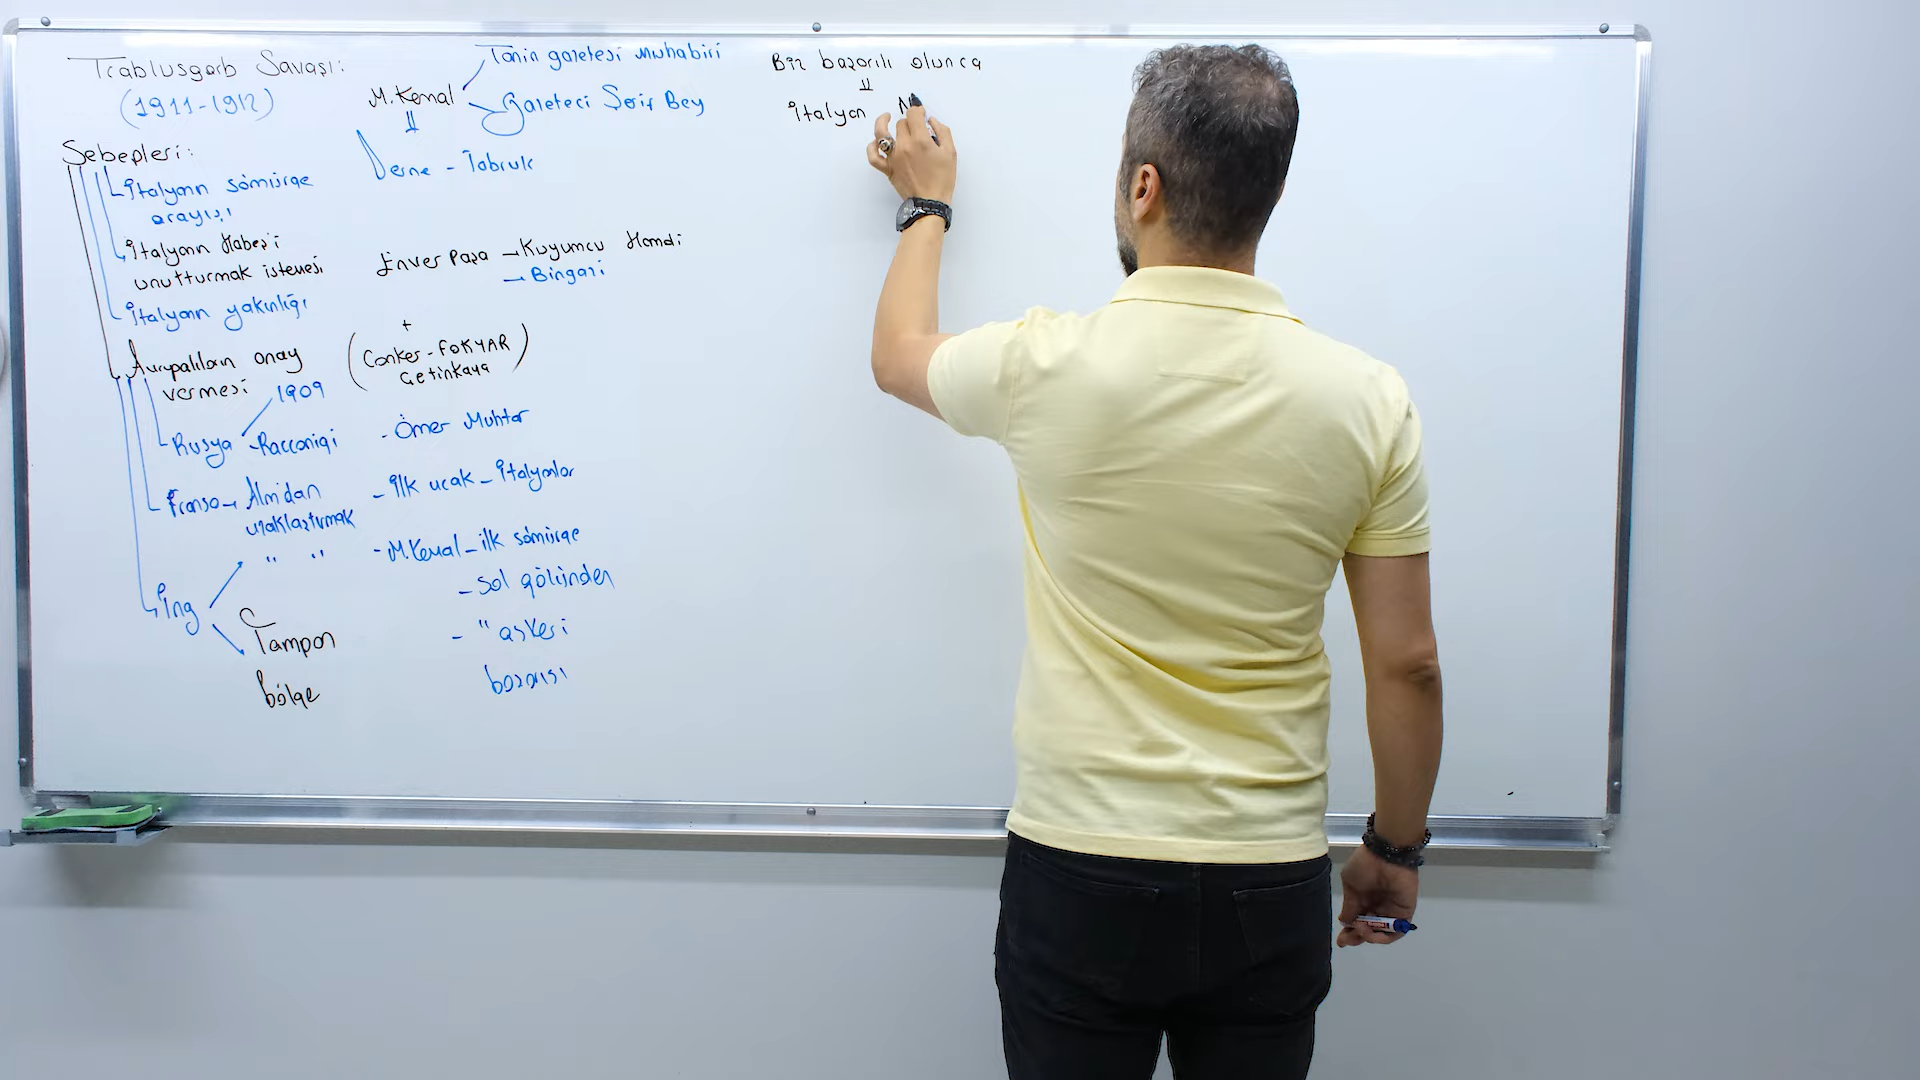 Trablusgarb Savaşı:
(1911-1912)
Sebepleri:
İtalyanın sömürge
arayışı
İtalyanın Habeş'i
unutturmak istemesi
İtalyanın yakınlığı
Avrupalıların onay
vermesi
1909
Rusya - Racconigi
Fransa → Alm'dan
uzaklaştırmak
" "
İng
Tampon
bölge
Tanin gazetesi muhabiri
M.Kemal
Gazeteci Şerif Bey
Derne - Tobruk
Enver Paşa → Kuyumcu Hamdi
→ Bingazi
+
(Conker - FOKYAR
Çetinkaya)
- Ömer Muhtar
- İlk uçak - İtalyanlar
- M.Kemal - ilk sömürge
- sol gözünden
- " askeri
başarısı
Biz başarılı olunca
İtalyan